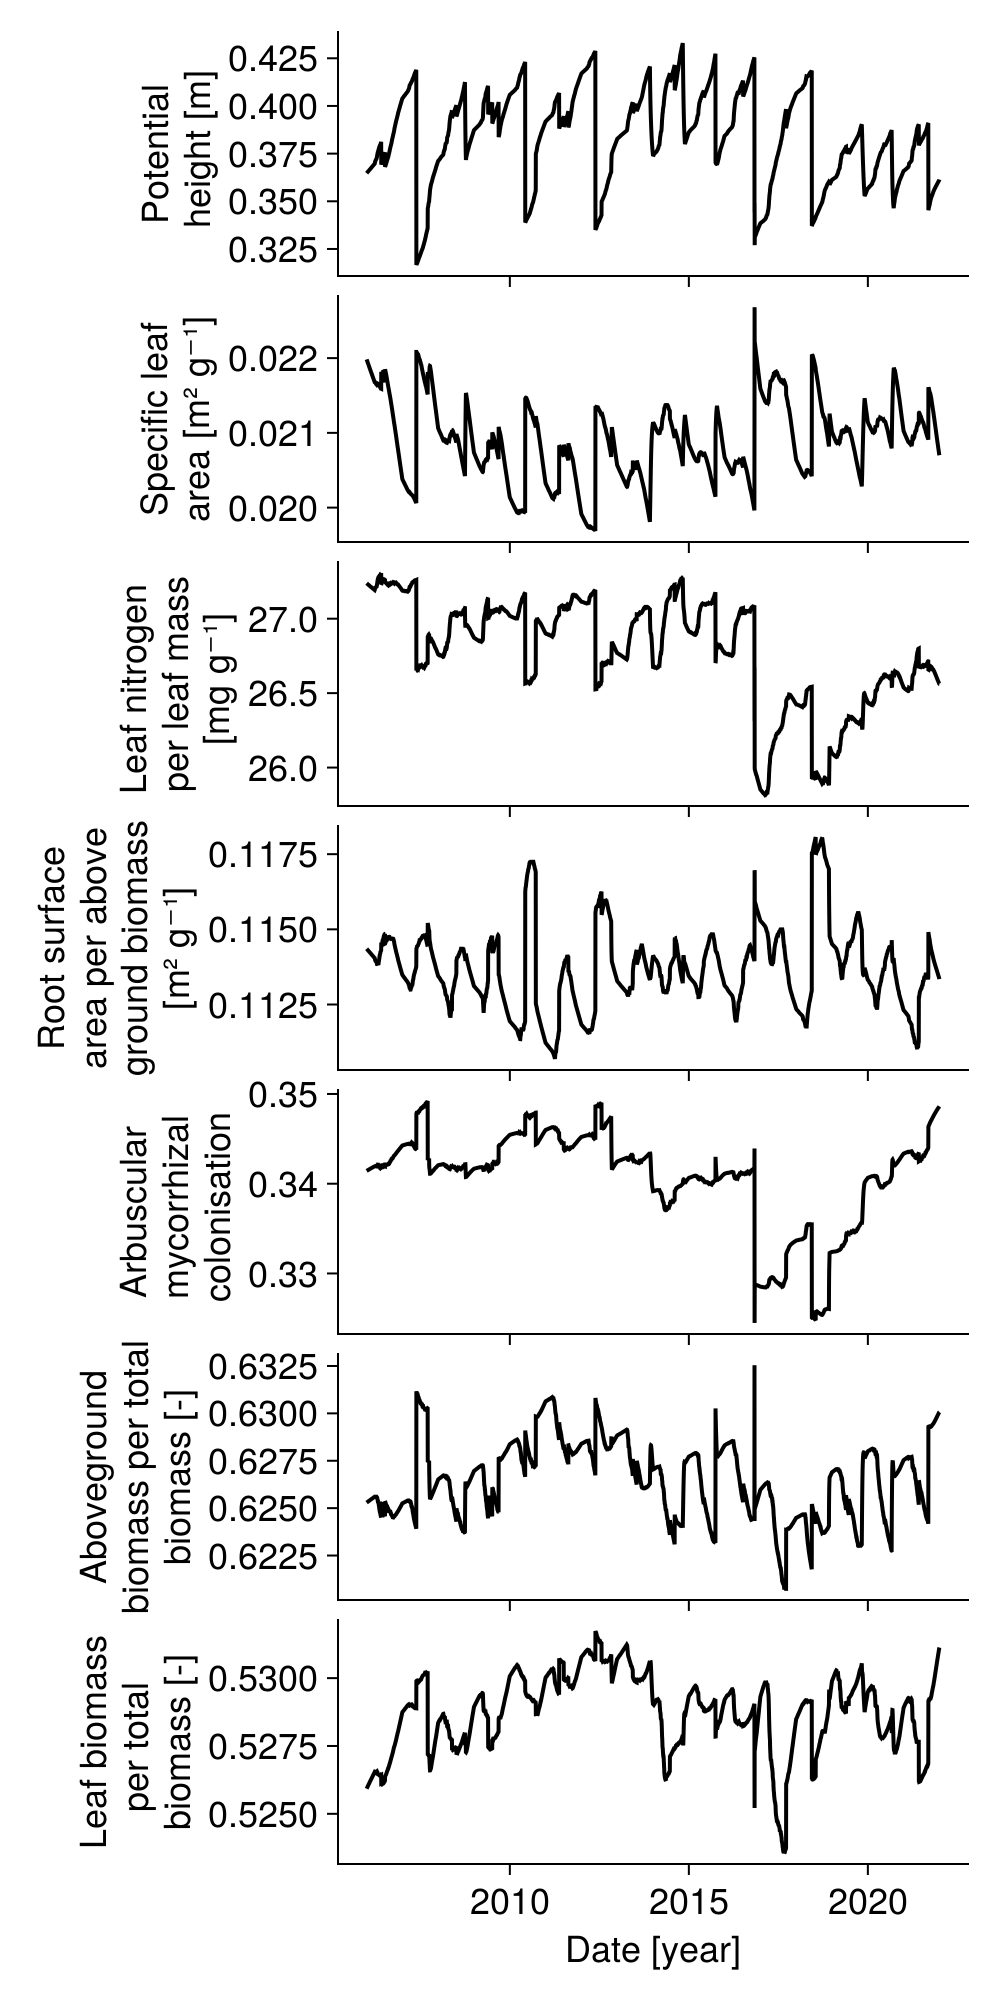 Potential
height [m]
0.425
0.400
0.375
0.350
0.325
Specific leaf
area [m² g⁻¹]
0.022
0.021
0.020
Leaf nitrogen
per leaf mass
[mg g⁻¹]
27.0
26.5
26.0
Root surface
area per above
ground biomass
[m² g⁻¹]
0.1175
0.1150
0.1125
Arbuscular
mycorrhizal
colonisation
0.35
0.34
0.33
Aboveground
biomass per total
biomass [-]
0.6325
0.6300
0.6275
0.6250
0.6225
Leaf biomass
per total
biomass [-]
0.5300
0.5275
0.5250
2010 2015 2020
Date [year]